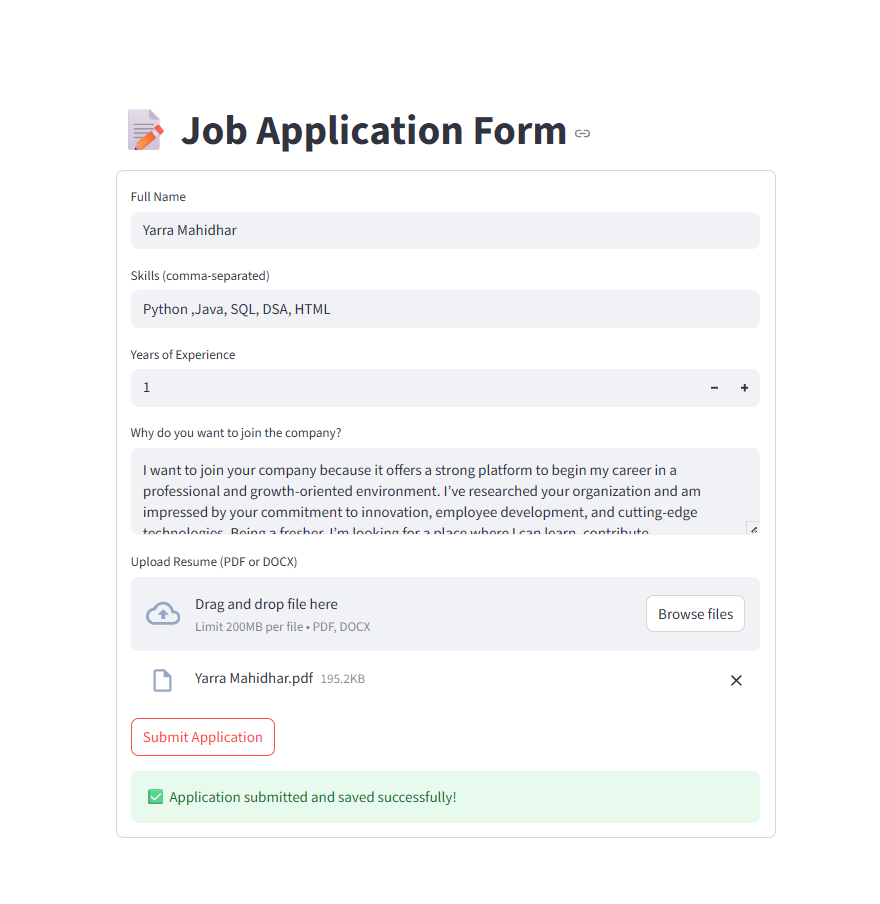 Job Application Form
Full Name
Yarra Mahidhar
Skills (comma-separated)
Python ,Java, SQL, DSA, HTML
Years of Experience
1
Why do you want to join the company?
I want to join your company because it offers a strong platform to begin my career in a
professional and growth-oriented environment. I’ve researched your organization and am
impressed by your commitment to innovation, employee development, and cutting-edge
technologies. Being a fresher, I’m looking for a place where I can learn, contribute
Upload Resume (PDF or DOCX)
Drag and drop file here
Limit 200MB per file • PDF, DOCX
Browse files
Yarra Mahidhar.pdf 195.2KB
Submit Application
Application submitted and saved successfully!